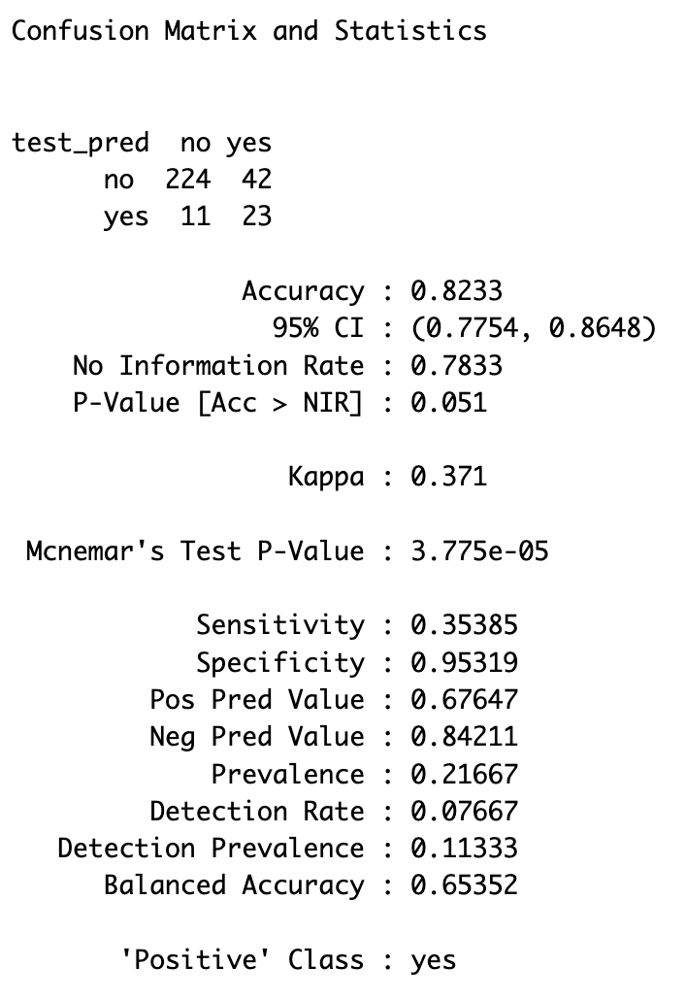 Confusion Matrix and Statistics
test_pred no yes
no 224 42
yes 11 23
Accuracy : 0.8233
95% CI : (0.7754, 0.8648)
No Information Rate : 0.7833
P-Value [Acc > NIR] : 0.051
Kappa : 0.371
Mcnemar's Test P-Value : 3.775e-05
Sensitivity : 0.35385
Specificity : 0.95319
Pos Pred Value : 0.67647
Neg Pred Value : 0.84211
Prevalence : 0.21667
Detection Rate : 0.07667
Detection Prevalence : 0.11333
Balanced Accuracy : 0.65352
'Positive' Class : yes